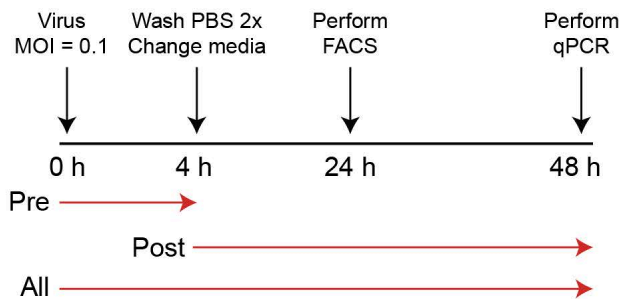 Virus
MOI = 0.1
Wash PBS 2x
Change media
Perform
FACS
Perform
qPCR
0 h
4 h
24 h
48 h
Pre
Post
All